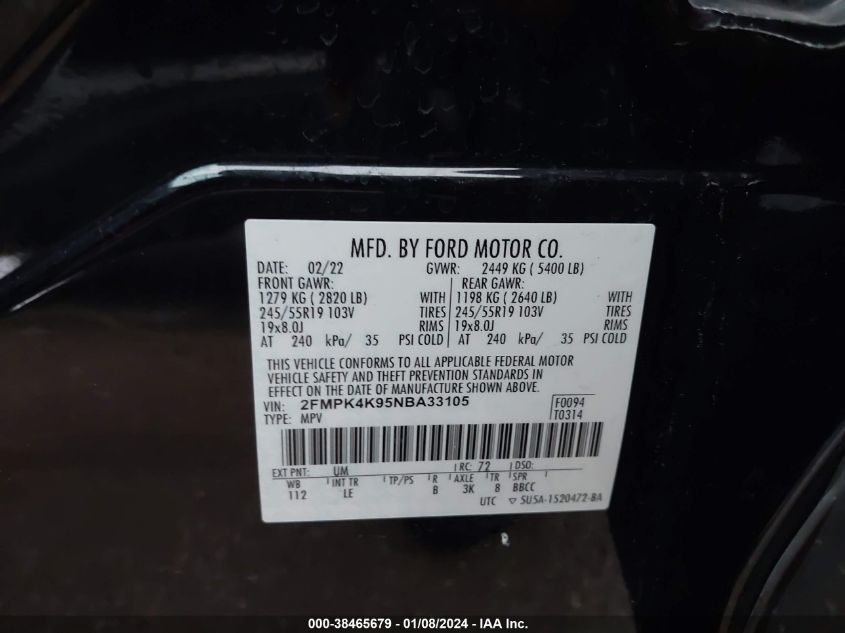 MFD. BY FORD MOTOR CO.
DATE: 02/22 GVWR: 2449 KG ( 5400 LB)
FRONT GAWR: REAR GAWR:
1279 KG ( 2820 LB) WITH 1198 KG ( 2640 LB) WITH
245/55R19 103V TIRES 245/55R19 103V TIRES
19x8.0J RIMS 19x8.0J RIMS
AT 240 kPa/ 35 PSI COLD AT 240 kPa/ 35 PSI COLD
THIS VEHICLE CONFORMS TO ALL APPLICABLE FEDERAL MOTOR
VEHICLE SAFETY AND THEFT PREVENTION STANDARDS IN
EFFECT ON THE DATE OF MANUFACTURE SHOWN ABOVE.
VIN: 2FMPK4K95NBA33105 F0094
TYPE: MPV T0314
EXT PNT: UM RC: 72 DSO:
WB INT TR TP/PS R AXLE TR SPR
112 LE B 3K 8 BBCC
UTC ▽ 5U5A-1520472-BA
000-38465679 - 01/08/2024 - IAA Inc.